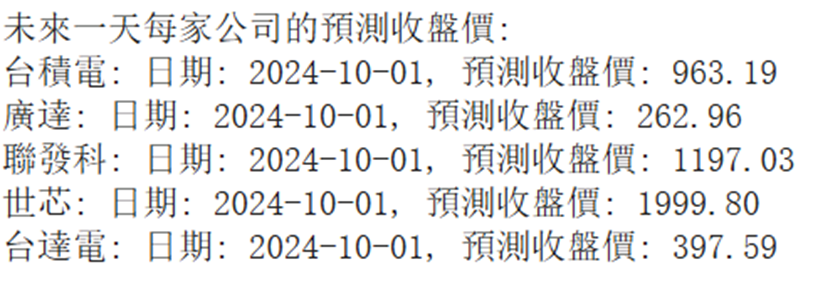 未來一天每家公司的預測收盤價:
台積電: 日期: 2024-10-01, 預測收盤價: 963.19
廣達: 日期: 2024-10-01, 預測收盤價: 262.96
聯發科: 日期: 2024-10-01, 預測收盤價: 1197.03
世芯: 日期: 2024-10-01, 預測收盤價: 1999.80
台達電: 日期: 2024-10-01, 預測收盤價: 397.59